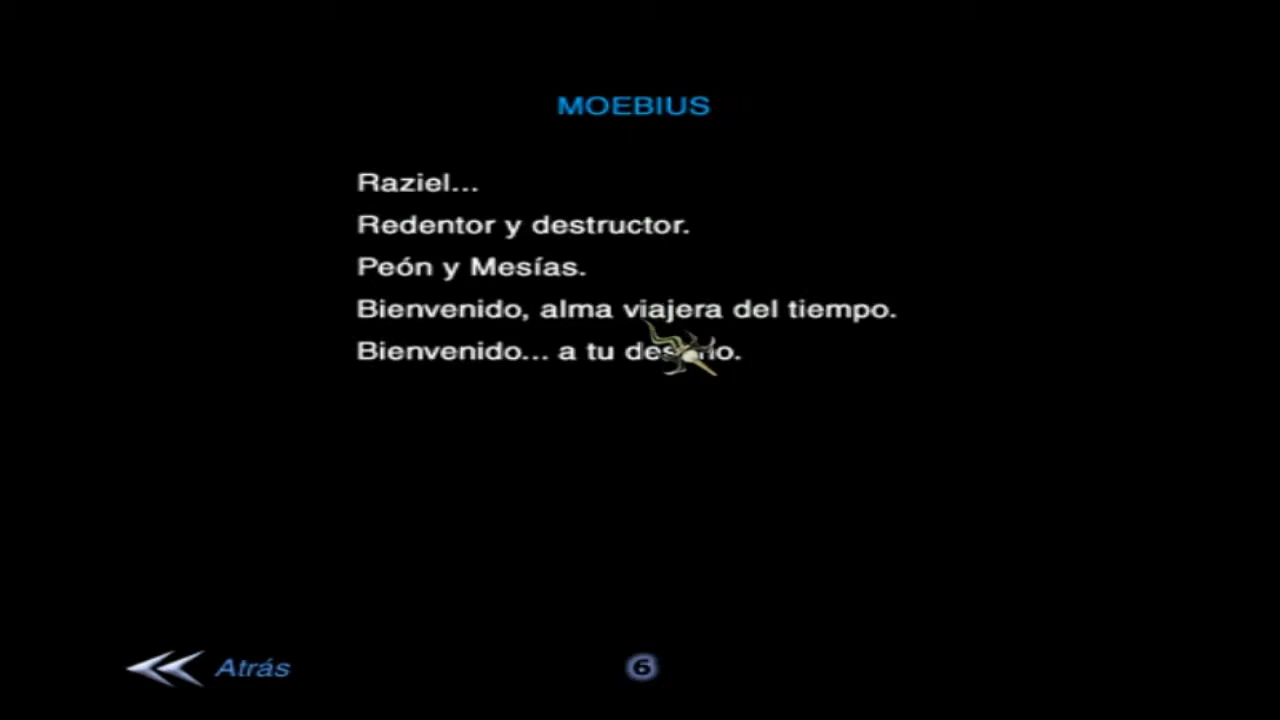 MOEBIUS
Raziel...
Redentor y destructor.
Peón y Mesías.
Bienvenido, alma viajera del tiempo.
Bienvenido... a tu
Atrás
6